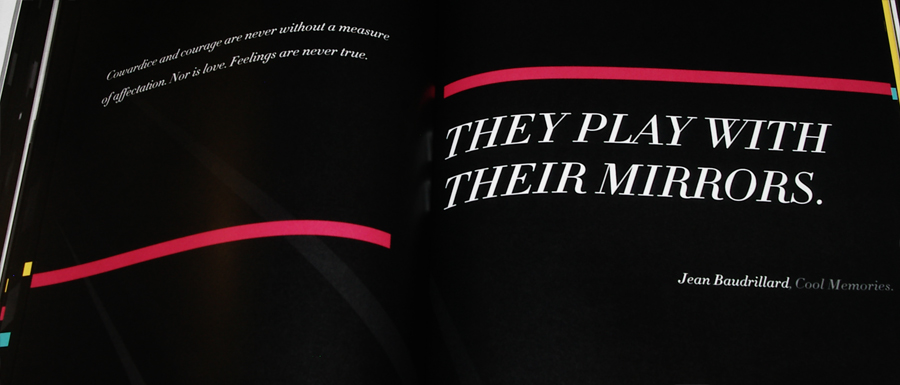 Cowardice and courage are never without a measure
of affectation. Nor is love. Feelings are never true.
THEY PLAY WITH
THEIR MIRRORS.
Jean Baudrillard, Cool Memories.